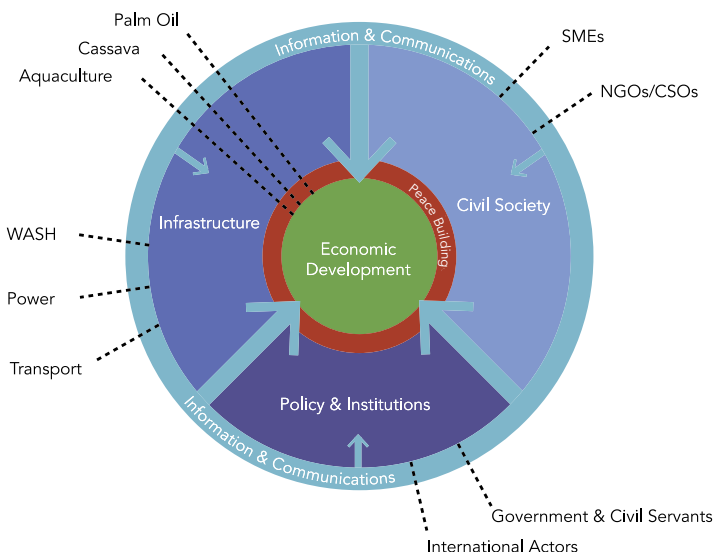 Palm Oil
Cassava
Aquaculture
Information & Communications
SMEs
NGOs/CSOs
Peace Building
Infrastructure
Civil Society
WASH
Economic
Development
Power
Transport
Policy & Institutions
Information & Communications
Government & Civil Servants
International Actors